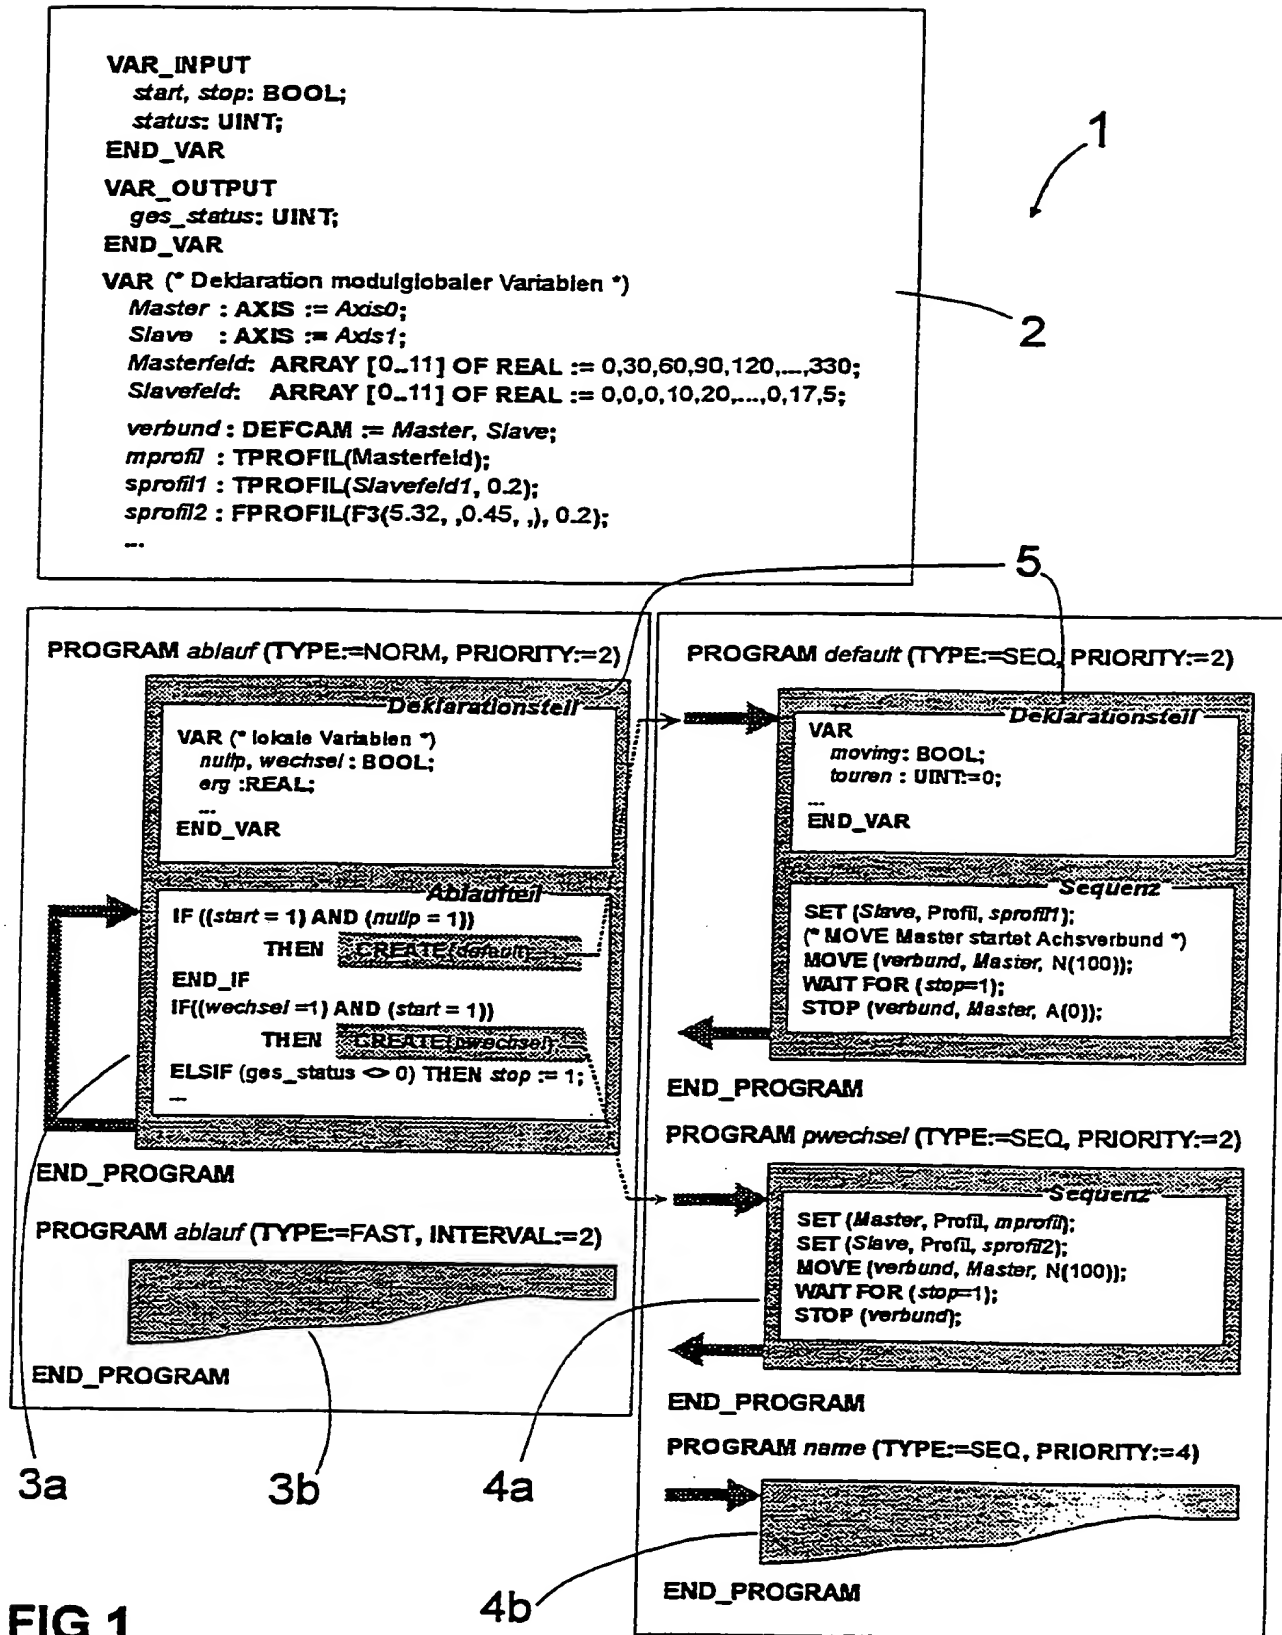 VAR_INPUT
start, stop: BOOL;
status: UINT;
END_VAR
VAR_OUTPUT
ges_status: UINT;
END_VAR
VAR (* Deklaration modulglobaler Variablen *)
Master : AXIS := Axis0;
Slave : AXIS := Axis1;
Masterfeld: ARRAY [0..11] OF REAL := 0,30,60,90,120,...,330;
Slavefeld: ARRAY [0..11] OF REAL := 0,0,0,10,20,...,0,17,5;
verbund : DEFCAM := Master, Slave;
mprofil : TPROFIL(Masterfeld);
sprofil1 : TPROFIL(Slavefeld1, 0.2);
sprofil2 : FPROFIL(F3(5.32, ,0.45, ,), 0.2);
...
1
2
5
PROGRAM ablauf (TYPE:=NORM, PRIORITY:=2)
Deklarationsteil
VAR (* lokale Variablen *)
nullp, wechsel : BOOL;
erg :REAL;
...
END_VAR
Ablaufteil
IF ((start = 1) AND (nullp = 1))
THEN CREATE(default)
END_IF
IF((wechsel =1) AND (start = 1))
THEN CREATE(pwechsel);
ELSIF (ges_status <> 0) THEN stop := 1;
...
END_PROGRAM
PROGRAM ablauf (TYPE:=FAST, INTERVAL:=2)
END_PROGRAM
3a
3b
PROGRAM default (TYPE:=SEQ, PRIORITY:=2)
Deklarationsteil
VAR
moving: BOOL;
touren : UINT:=0;
...
END_VAR
Sequenz
SET (Slave, Profil, sprofil1);
(* MOVE Master startet Achsverbund *)
MOVE (verbund, Master, N(100));
WAIT FOR (stop=1);
STOP (verbund, Master, A(0));
END_PROGRAM
PROGRAM pwechsel (TYPE:=SEQ, PRIORITY:=2)
Sequenz
SET (Master, Profil, mprofil);
SET (Slave, Profil, sprofil2);
MOVE (verbund, Master, N(100));
WAIT FOR (stop=1);
STOP (verbund);
END_PROGRAM
PROGRAM name (TYPE:=SEQ, PRIORITY:=4)
END_PROGRAM
4a
4b
FIG 1